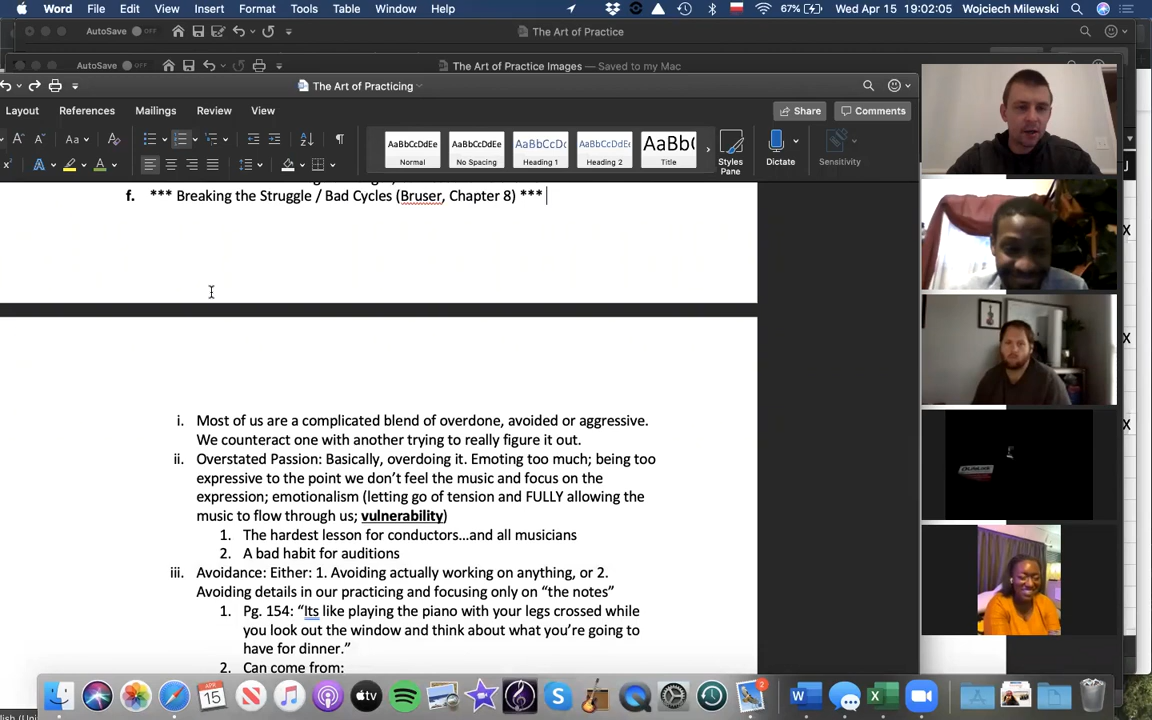 Word File Edit View Insert Format Tools Table Window Help 67% Wed Apr 15 19:02:05 Wojciech Milewski
AutoSave OFF The Art of Practice
AutoSave OFF The Art of Practice Images — Saved to my Mac
The Art of Practicing
Layout References Mailings Review View Share Comments
Aa
AaBbCcDdEe AaBbCcDdEe AaBbCcDc AaBbCcDdEe AaBb(
Normal No Spacing Heading 1 Heading 2 Title Styles Pane Dictate Sensitivity
f. *** Breaking the Struggle / Bad Cycles (Bruser, Chapter 8) ***
i. Most of us are a complicated blend of overdone, avoided or aggressive.
We counteract one with another trying to really figure it out.
ii. Overstated Passion: Basically, overdoing it. Emoting too much; being too
expressive to the point we don't feel the music and focus on the
expression; emotionalism (letting go of tension and FULLY allowing the
music to flow through us; vulnerability)
1. The hardest lesson for conductors...and all musicians
2. A bad habit for auditions
iii. Avoidance: Either: 1. Avoiding actually working on anything, or 2.
Avoiding details in our practicing and focusing only on "the notes"
1. Pg. 154: "Its like playing the piano with your legs crossed while
you look out the window and think about what you're going to
have for dinner."
2. Can come from:
APR
15
tv
2